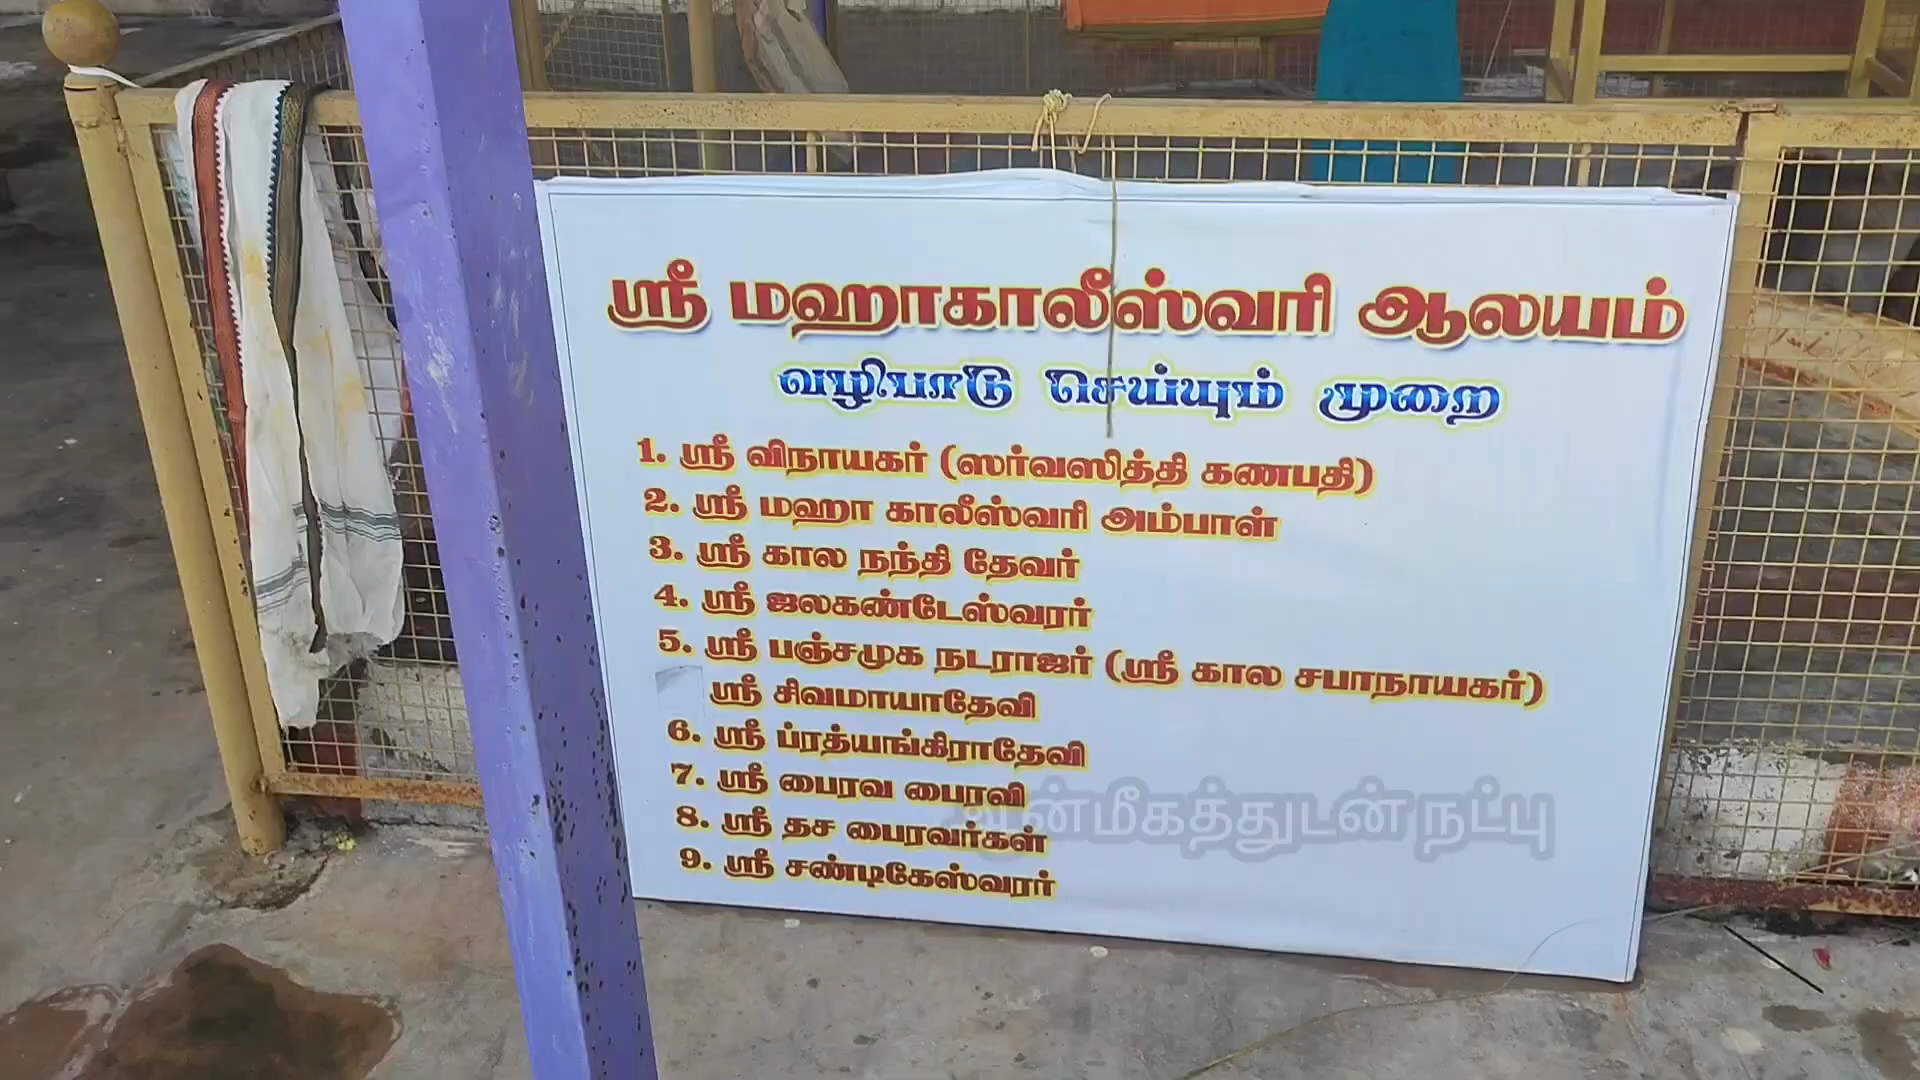 ஸ்ரீ மஹாகாலீஸ்வரி ஆலயம்
வழிபாடு செய்யும் முறை
1. ஸ்ரீ விநாயகர் (ஸர்வஸித்தி கணபதி)
2. ஸ்ரீ மஹா காலீஸ்வரி அம்பாள்
3. ஸ்ரீ கால நந்தி தேவர்
4. ஸ்ரீ ஜலகண்டேஸ்வரர்
5. ஸ்ரீ பஞ்சமுக நடராஜர் (ஸ்ரீ கால சபாநாயகர்)
ஸ்ரீ சிவமாயாதேவி
6. ஸ்ரீ ப்ரத்யங்கிராதேவி
7. ஸ்ரீ பைரவ பைரவி
8. ஸ்ரீ தச பைரவர்கள்
9. ஸ்ரீ சண்டிகேஸ்வரர்
ஆன்மீகத்துடன் நட்பு